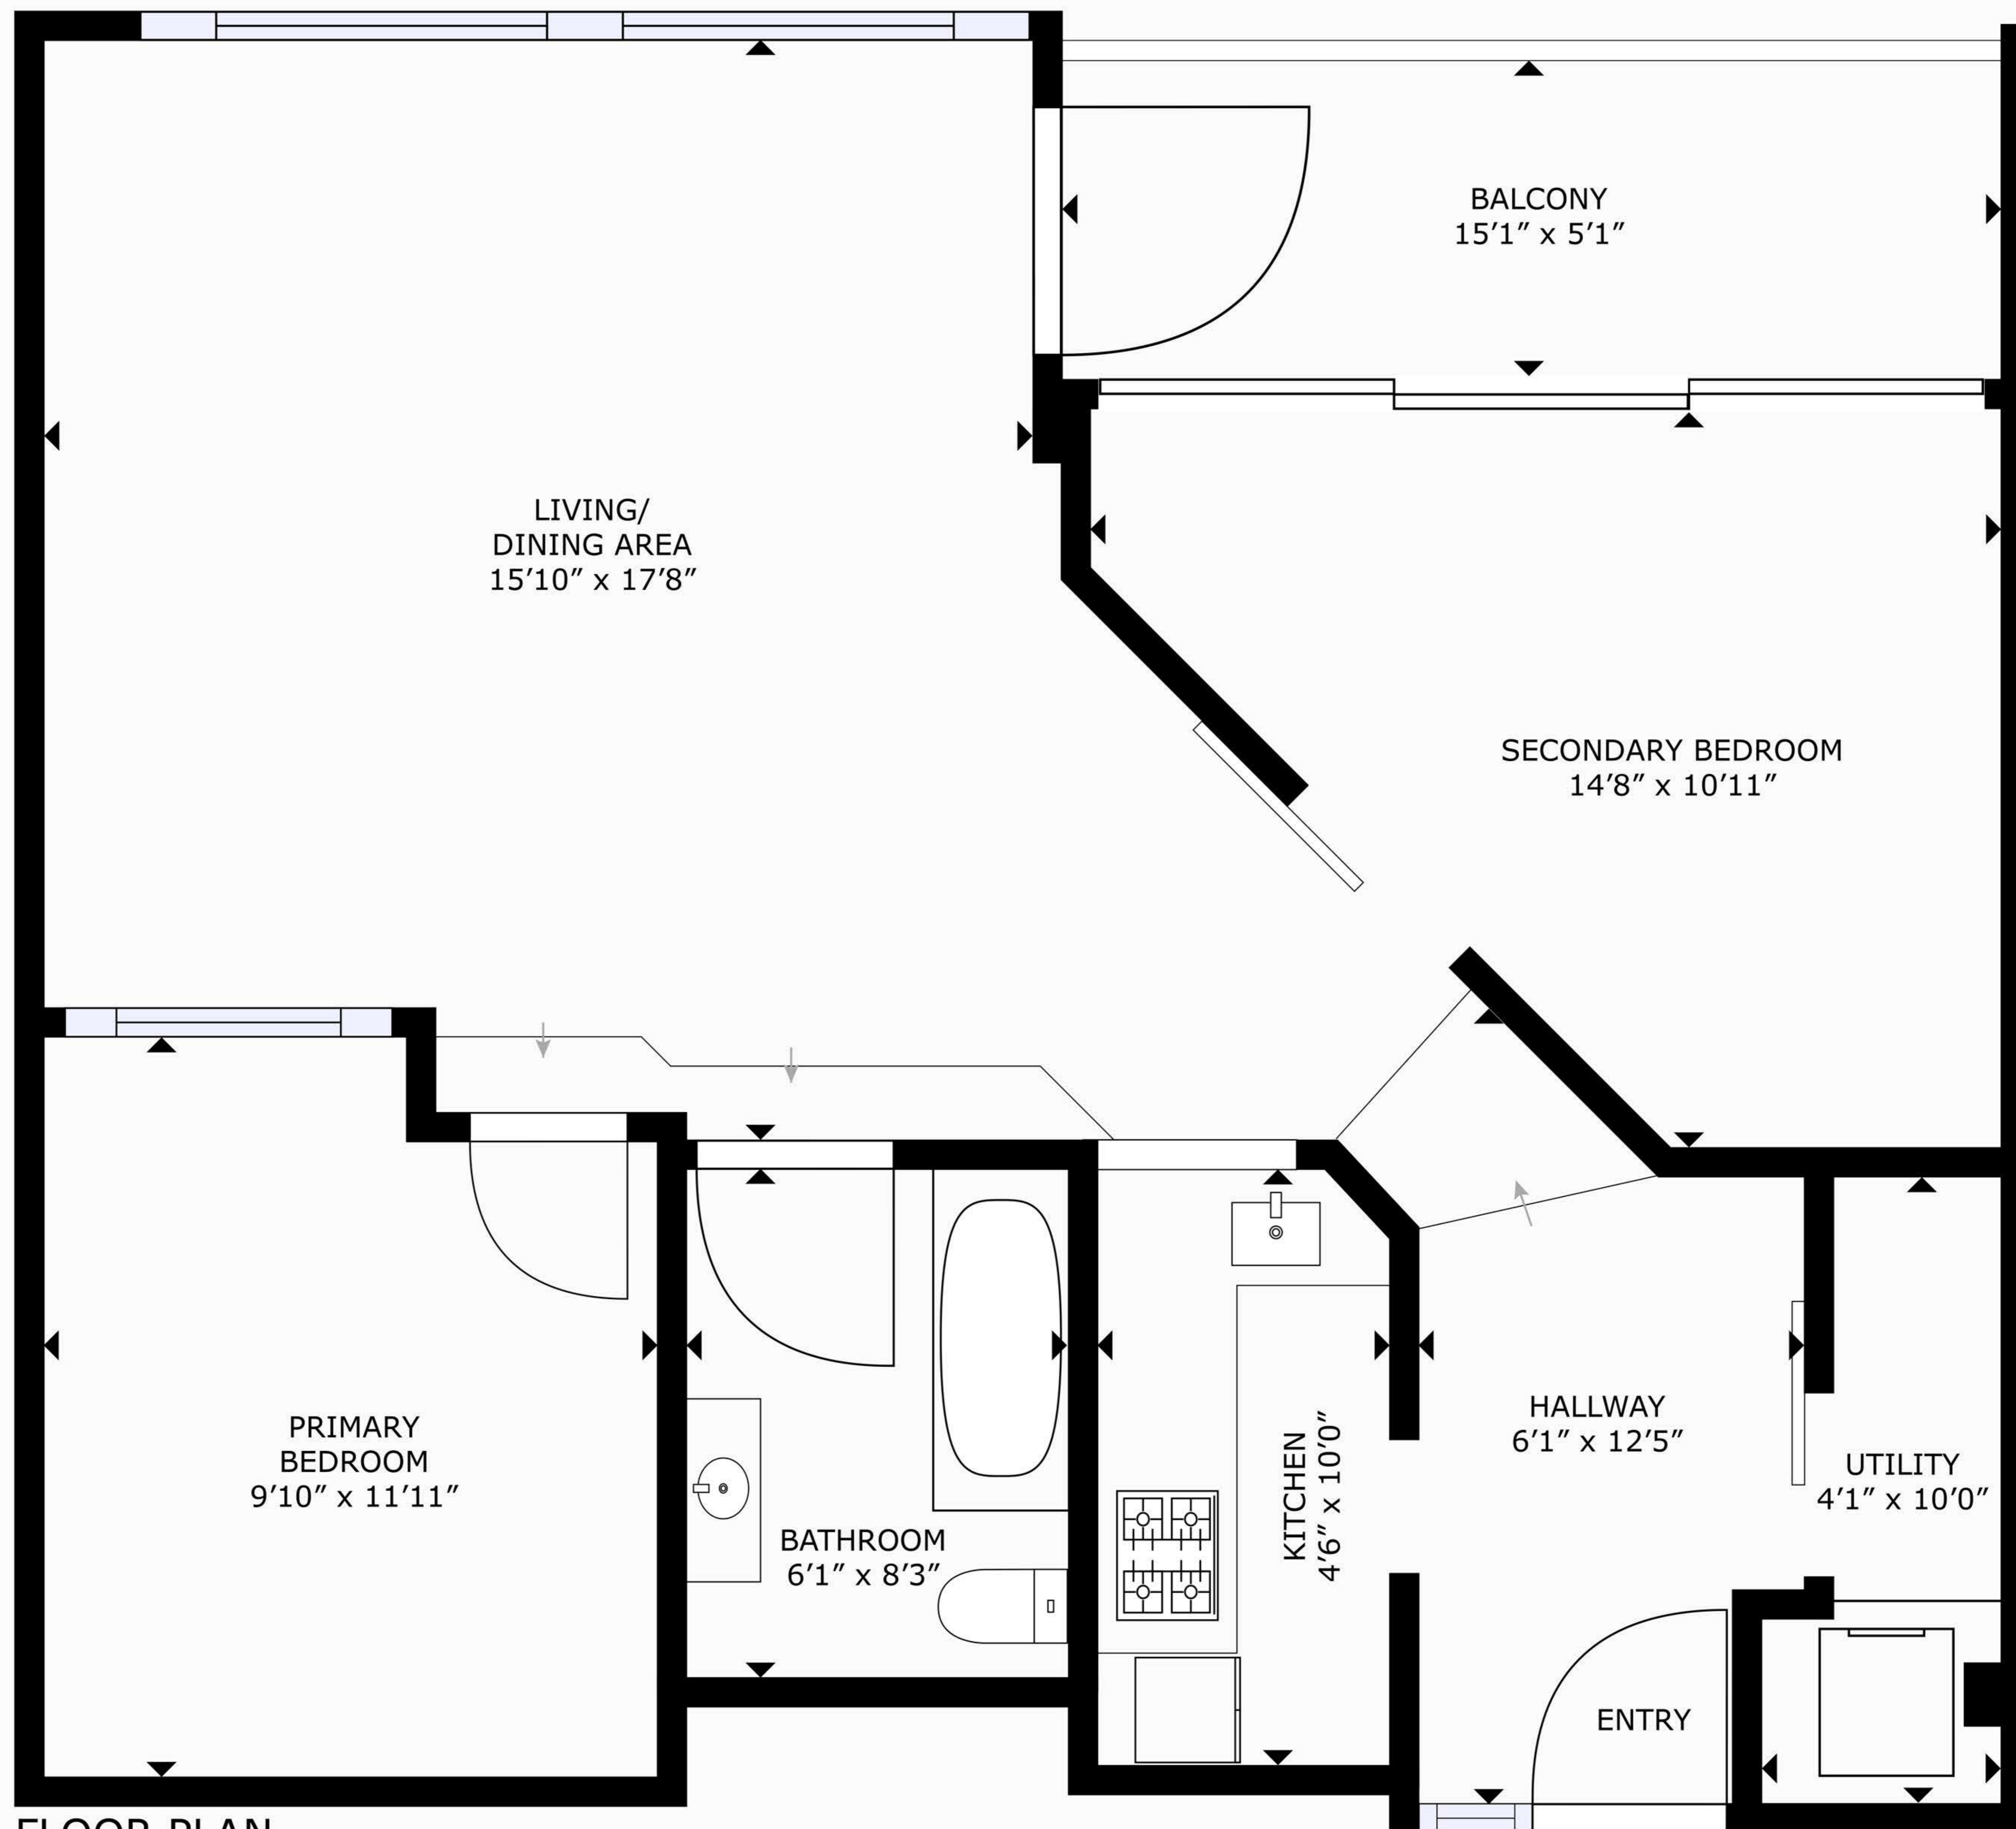 BALCONY
15′1″ x 5′1″
LIVING/
DINING AREA
15′10″ x 17′8″
SECONDARY BEDROOM
14′8″ x 10′11″
PRIMARY
BEDROOM
9′10″ x 11′11″
BATHROOM
6′1″ x 8′3″
KITCHEN
4′6″ x 10′0″
HALLWAY
6′1″ x 12′5″
UTILITY
4′1″ x 10′0″
ENTRY
FLOOR PLAN